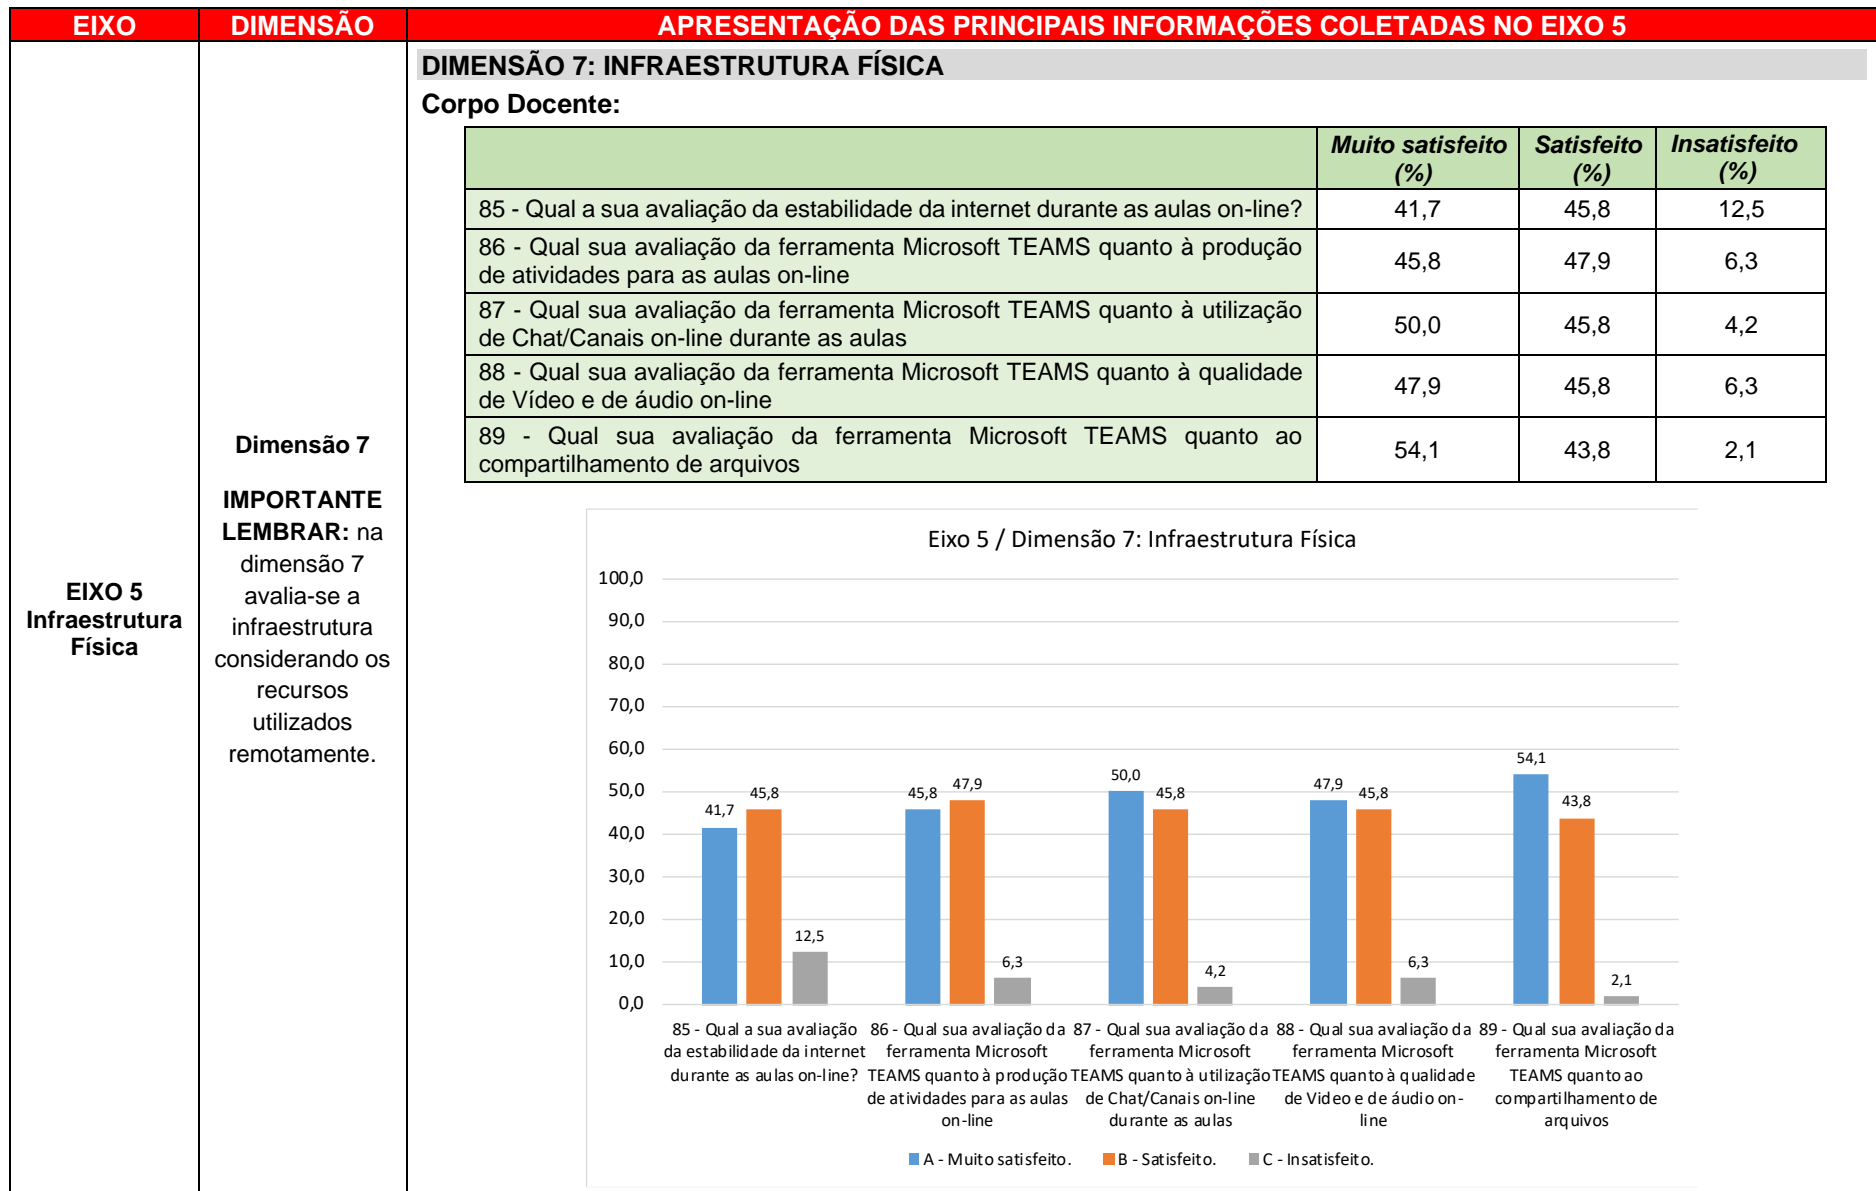 EIXO DIMENSÃO APRESENTAÇÃO DAS PRINCIPAIS INFORMAÇÕES COLETADAS NO EIXO 5
EIXO 5
Infraestrutura
Física
Dimensão 7
IMPORTANTE
LEMBRAR: na
dimensão 7
avalia-se a
infraestrutura
considerando os
recursos
utilizados
remotamente.
DIMENSÃO 7: INFRAESTRUTURA FÍSICA
Corpo Docente:
Muito satisfeito (%) Satisfeito (%) Insatisfeito (%)
85 - Qual a sua avaliação da estabilidade da internet durante as aulas on-line? 41,7 45,8 12,5
86 - Qual sua avaliação da ferramenta Microsoft TEAMS quanto à produção
de atividades para as aulas on-line 45,8 47,9 6,3
87 - Qual sua avaliação da ferramenta Microsoft TEAMS quanto à utilização
de Chat/Canais on-line durante as aulas 50,0 45,8 4,2
88 - Qual sua avaliação da ferramenta Microsoft TEAMS quanto à qualidade
de Vídeo e de áudio on-line 47,9 45,8 6,3
89 - Qual sua avaliação da ferramenta Microsoft TEAMS quanto ao
compartilhamento de arquivos 54,1 43,8 2,1
Eixo 5 / Dimensão 7: Infraestrutura Física
100,0
90,0
80,0
70,0
60,0
50,0
40,0
30,0
20,0
10,0
0,0
41,7 45,8 12,5
45,8 47,9 6,3
50,0 45,8 4,2
47,9 45,8 6,3
54,1 43,8 2,1
85 - Qual a sua avaliação
da estabilidade da internet
durante as aulas on-line?
86 - Qual sua avaliação da
ferramenta Microsoft
TEAMS quanto à produção
de atividades para as aulas
on-line
87 - Qual sua avaliação da
ferramenta Microsoft
TEAMS quanto à utilização
de Chat/Canais on-line
durante as aulas
88 - Qual sua avaliação da
ferramenta Microsoft
TEAMS quanto à qualidade
de Video e de áudio on-
line
89 - Qual sua avaliação da
ferramenta Microsoft
TEAMS quanto ao
compartilhamento de
arquivos
A - Muito satisfeito. B - Satisfeito. C - Insatisfeito.